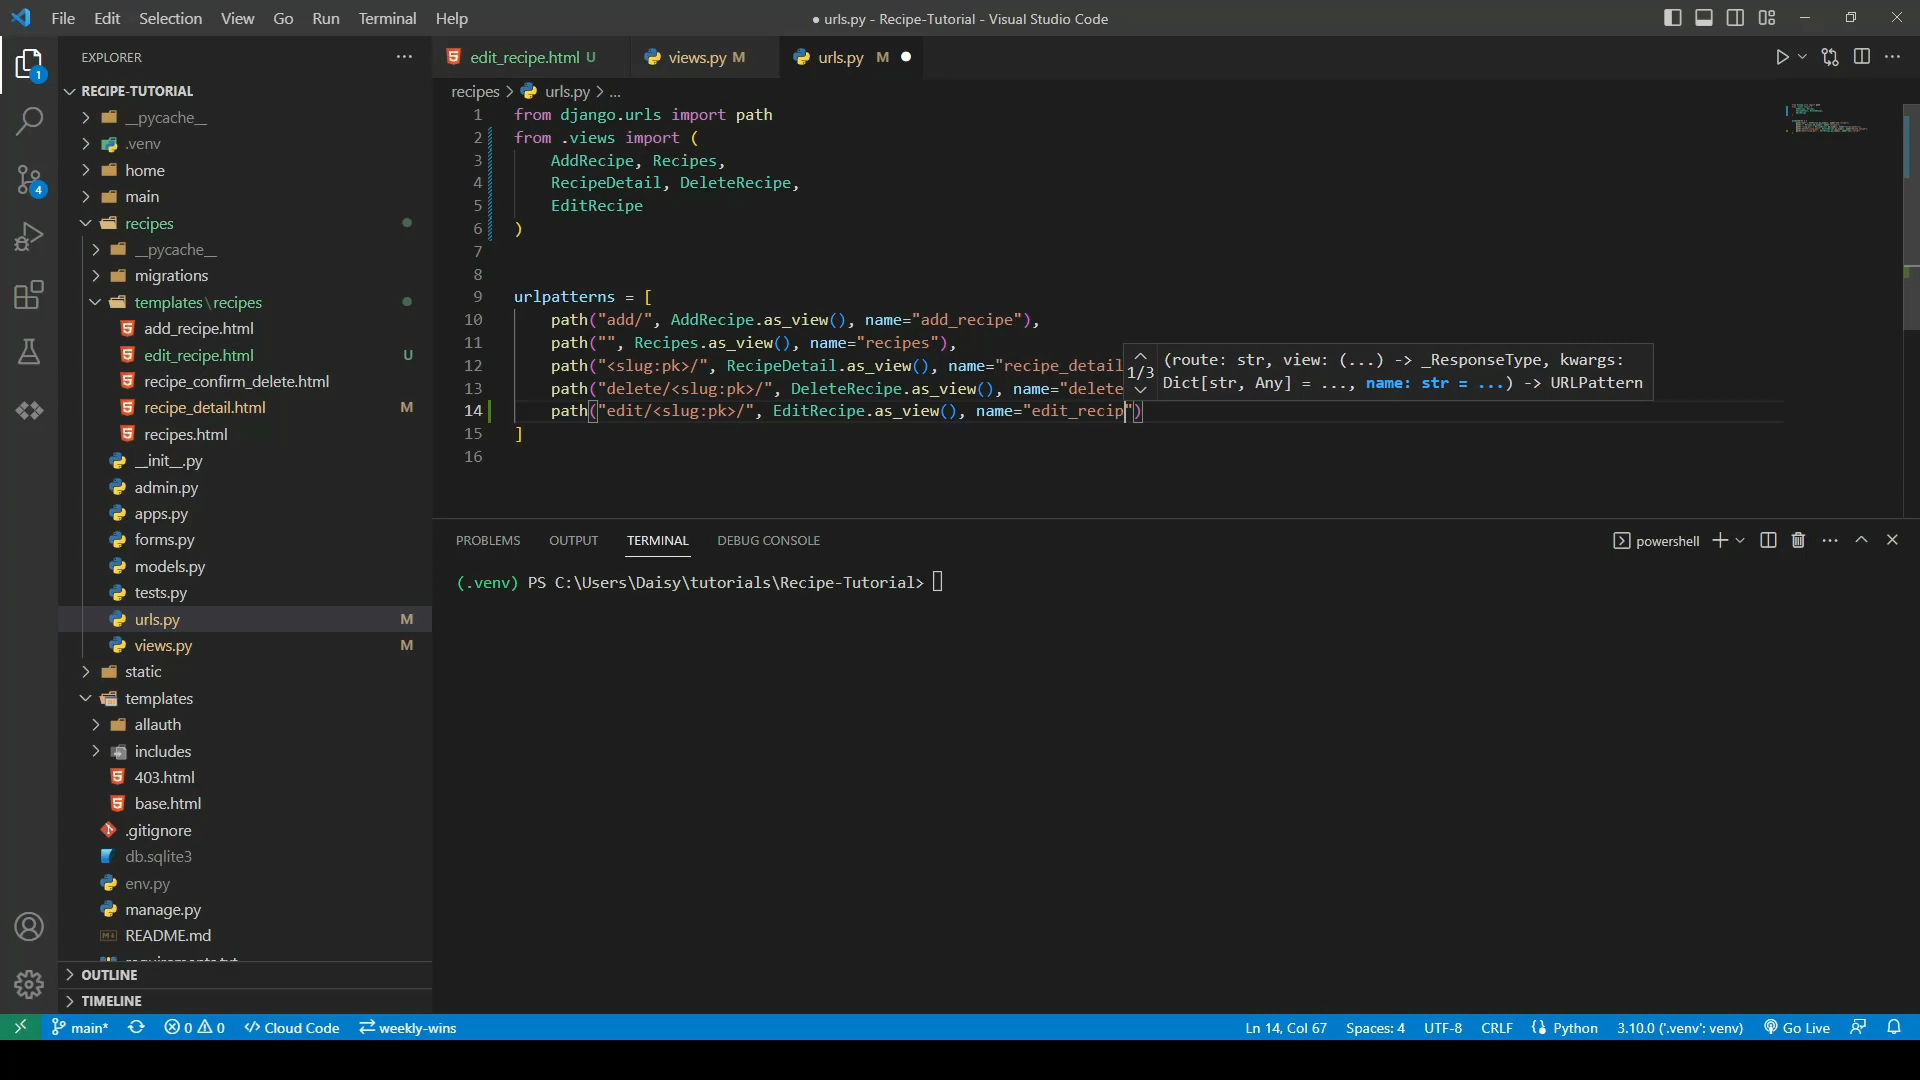 File Edit Selection View Go Run Terminal Help
● urls.py - Recipe-Tutorial - Visual Studio Code
EXPLORER
RECIPE-TUTORIAL
__pycache__
.venv
home
main
recipes
__pycache__
migrations
templates\recipes
add_recipe.html
edit_recipe.html U
recipe_confirm_delete.html
recipe_detail.html M
recipes.html
__init__.py
admin.py
apps.py
forms.py
models.py
tests.py
urls.py M
views.py M
static
templates
allauth
includes
403.html
base.html
.gitignore
db.sqlite3
env.py
manage.py
README.md
OUTLINE
TIMELINE
1
4
edit_recipe.html U views.py M urls.py M
recipes > urls.py > ...
1 from django.urls import path
2 from .views import (
3 AddRecipe, Recipes,
4 RecipeDetail, DeleteRecipe,
5 EditRecipe
6 )
7
8
9 urlpatterns = [
10 path("add/", AddRecipe.as_view(), name="add_recipe"),
11 path("", Recipes.as_view(), name="recipes"),
12 path("<slug:pk>/", RecipeDetail.as_view(), name="recipe_detail
13 path("delete/<slug:pk>/", DeleteRecipe.as_view(), name="delete
14 path("edit/<slug:pk>/", EditRecipe.as_view(), name="edit_recip")
15 ]
16
1/3
(route: str, view: (...) -> _ResponseType, kwargs:
Dict[str, Any] = ..., name: str = ...) -> URLPattern
PROBLEMS OUTPUT TERMINAL DEBUG CONSOLE
powershell
(.venv) PS C:\Users\Daisy\tutorials\Recipe-Tutorial>
main* 0 0 Cloud Code weekly-wins
Ln 14, Col 67 Spaces: 4 UTF-8 CRLF Python 3.10.0 ('.venv': venv) Go Live